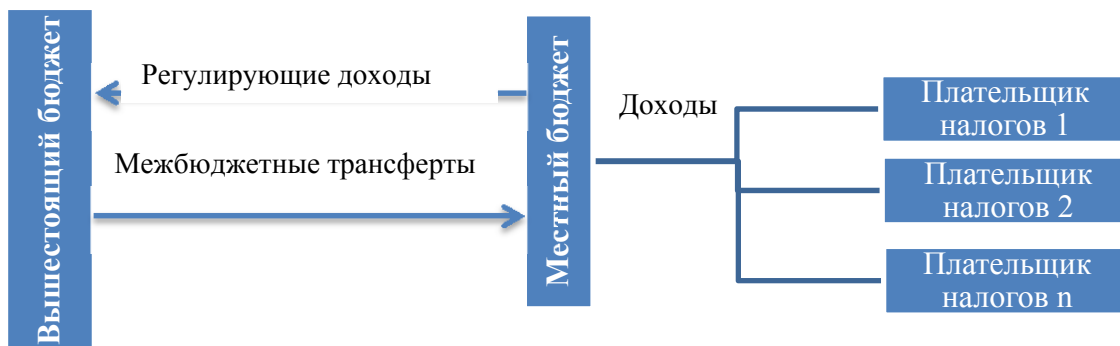 Вышестоящий бюджет
Регулирующие доходы
Межбюджетные трансферты
Местный бюджет
Доходы
Плательщик
налогов 1
Плательщик
налогов 2
Плательщик
налогов n